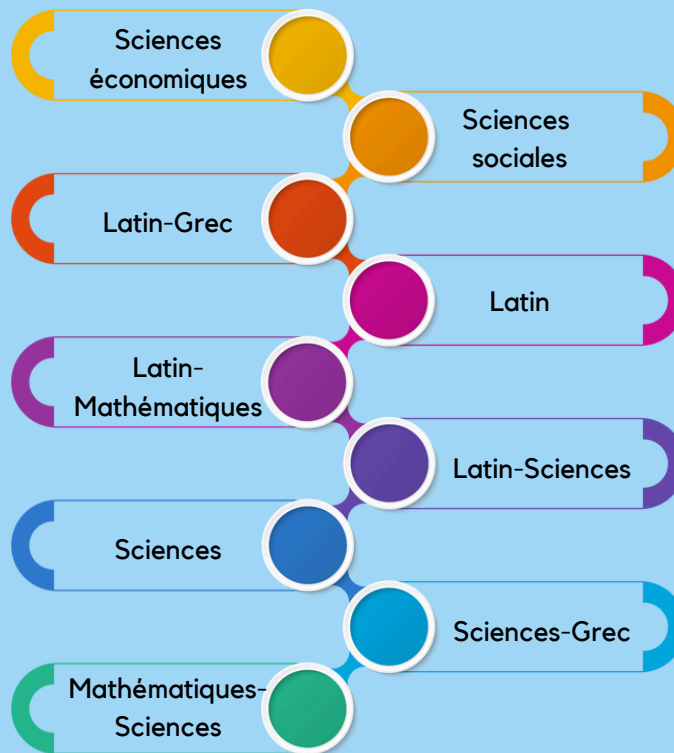 Sciences
économiques
Sciences
sociales
Latin-Grec
Latin
Latin-
Mathématiques
Latin-Sciences
Sciences
Sciences-Grec
Mathématiques-
Sciences